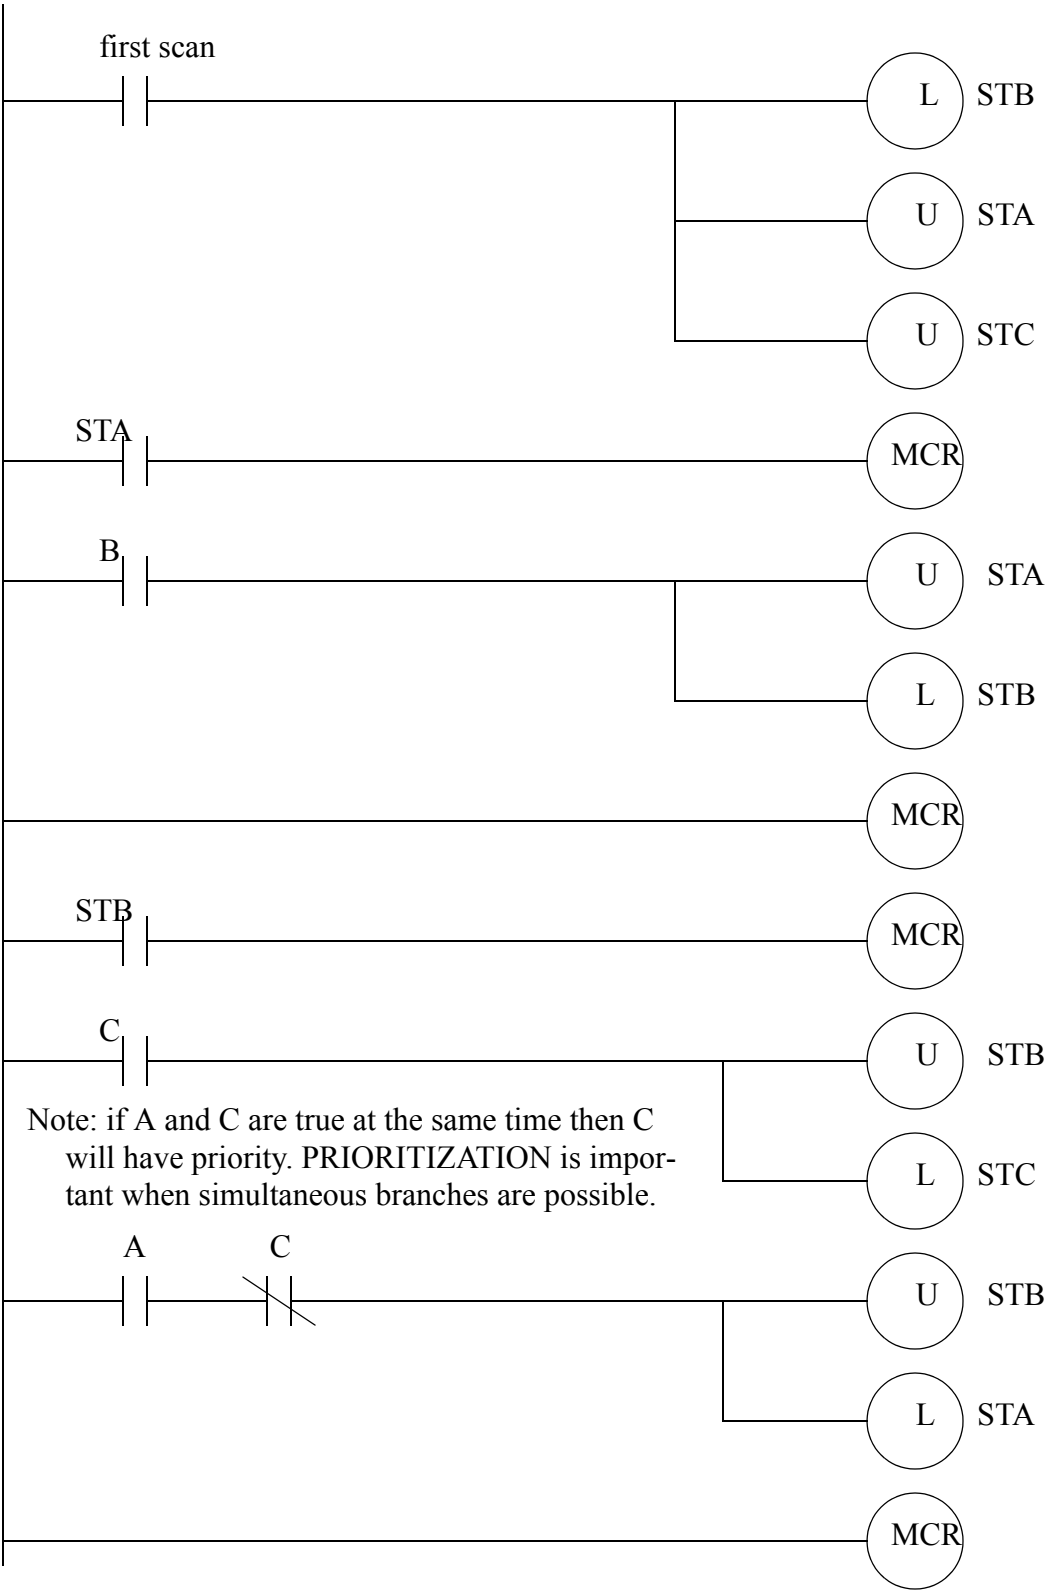 first scan
L STB
U STA
U STC
STA
MCR
B
U STA
L STB
MCR
STB
MCR
C
U STB
Note: if A and C are true at the same time then C
will have priority. PRIORITIZATION is impor-
tant when simultaneous branches are possible.
L STC
A C
U STB
L STA
MCR